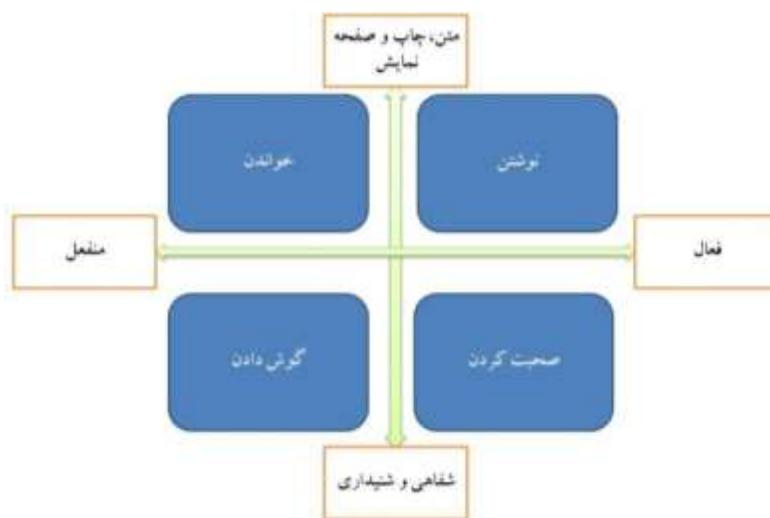 متن، چاپ و صفحه
نمایش
نوشتن
خواندن
فعال
منفعل
صحبت کردن
گوش دادن
شفاهی و شنیداری